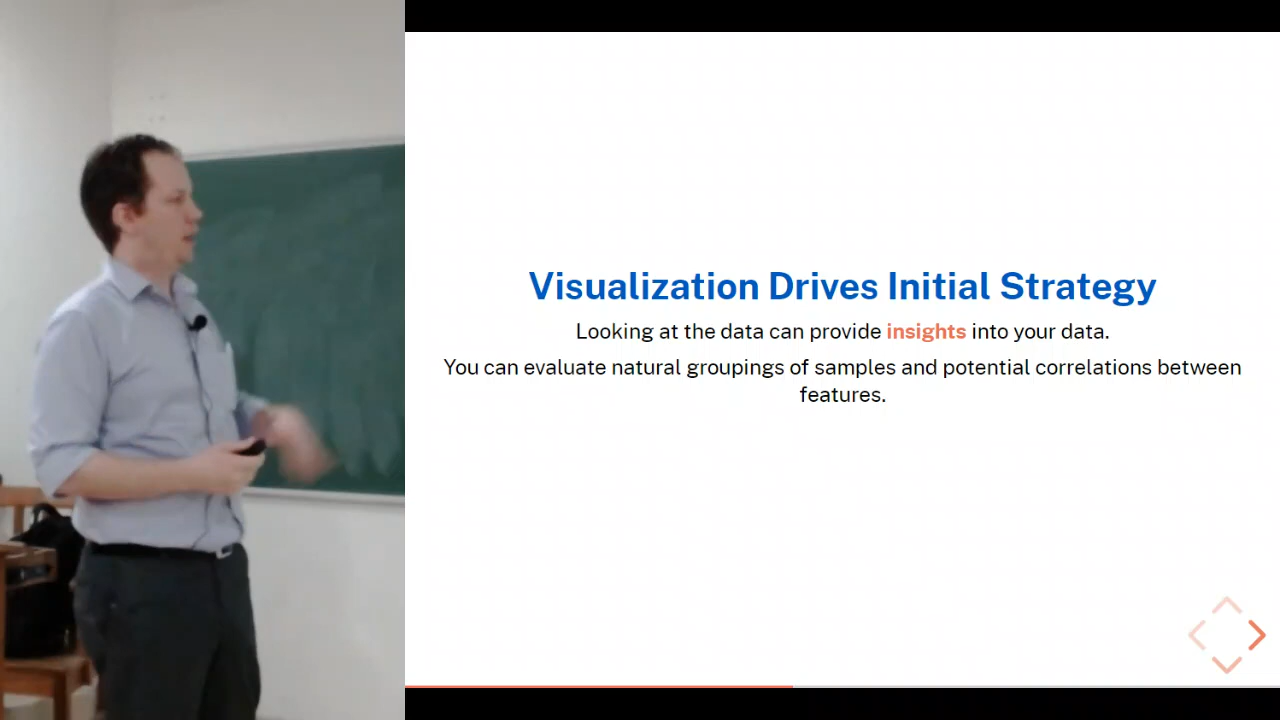 Visualization Drives Initial Strategy
Looking at the data can provide insights into your data.
You can evaluate natural groupings of samples and potential correlations between
features.